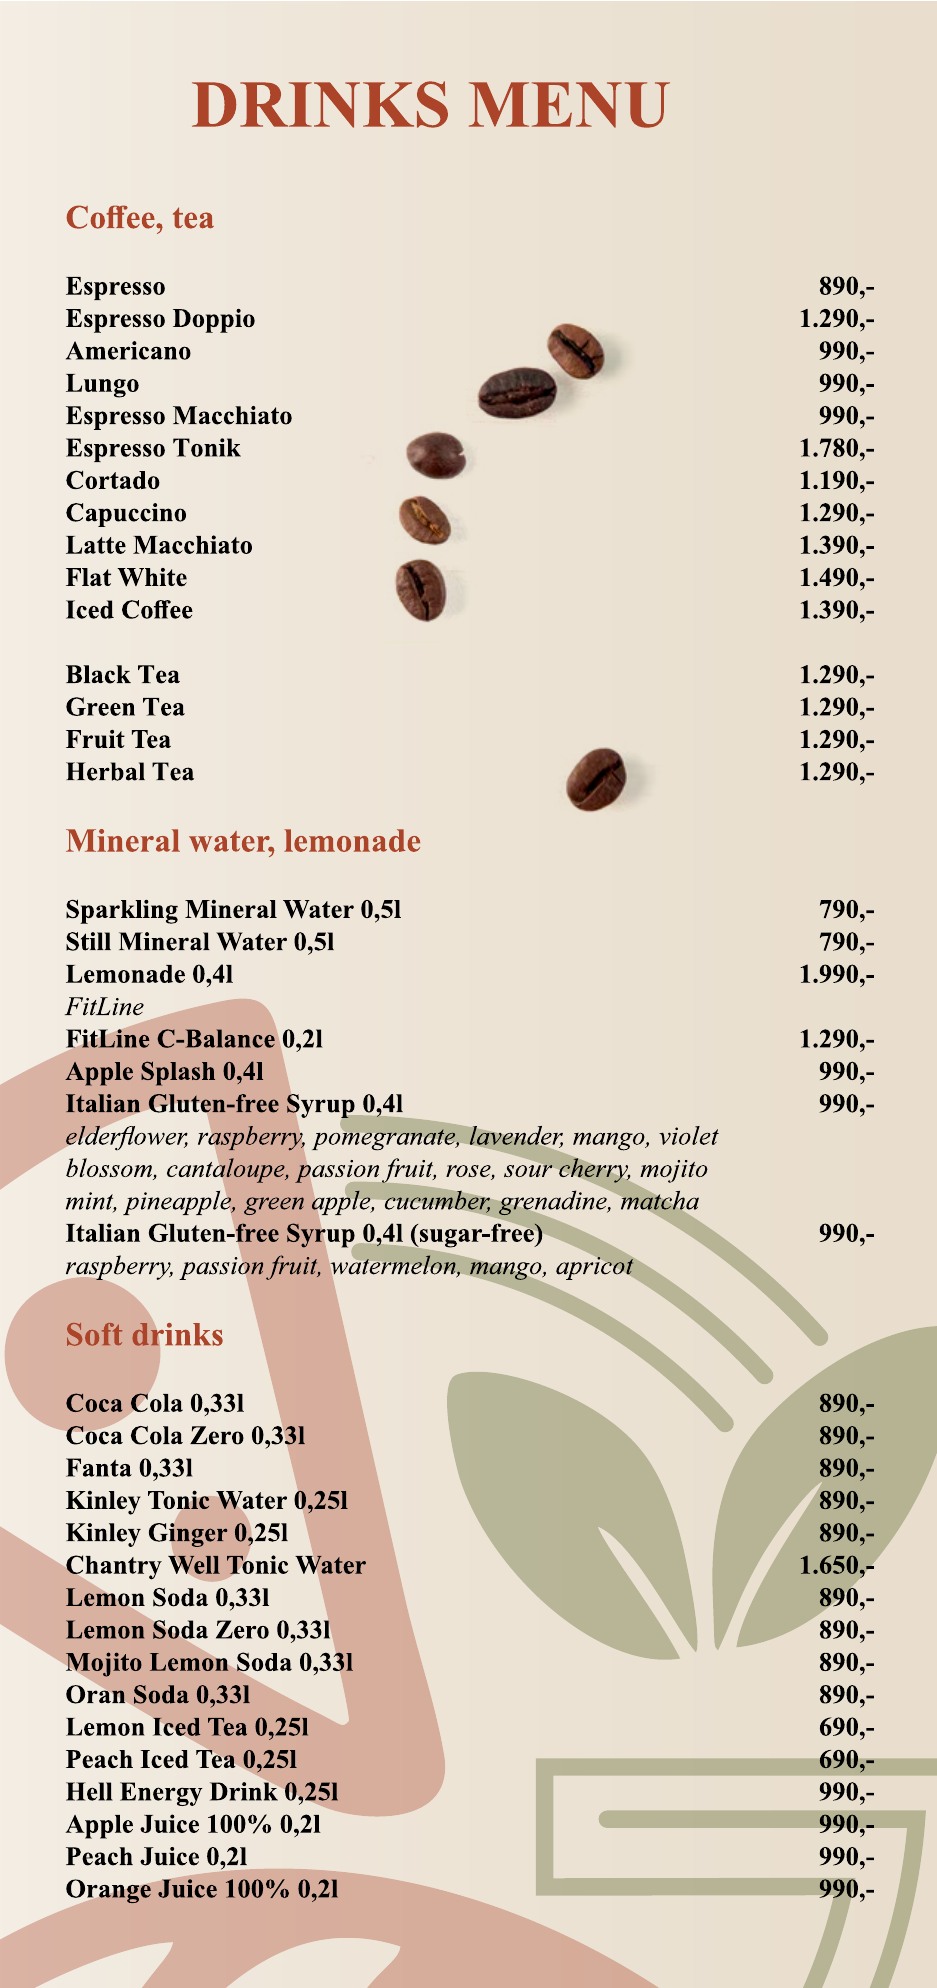 DRINKS MENU
Coffee, tea
Espresso 890,-
Espresso Doppio 1.290,-
Americano 990,-
Lungo 990,-
Espresso Macchiato 990,-
Espresso Tonik 1.780,-
Cortado 1.190,-
Capuccino 1.290,-
Latte Macchiato 1.390,-
Flat White 1.490,-
Iced Coffee 1.390,-
Black Tea 1.290,-
Green Tea 1.290,-
Fruit Tea 1.290,-
Herbal Tea 1.290,-
Mineral water, lemonade
Sparkling Mineral Water 0,5l 790,-
Still Mineral Water 0,5l 790,-
Lemonade 0,4l 1.990,-
FitLine
FitLine C-Balance 0,2l 1.290,-
Apple Splash 0,4l 990,-
Italian Gluten-free Syrup 0,4l 990,-
elderflower, raspberry, pomegranate, lavender, mango, violet
blossom, cantaloupe, passion fruit, rose, sour cherry, mojito
mint, pineapple, green apple, cucumber, grenadine, matcha
Italian Gluten-free Syrup 0,4l (sugar-free) 990,-
raspberry, passion fruit, watermelon, mango, apricot
Soft drinks
Coca Cola 0,33l 890,-
Coca Cola Zero 0,33l 890,-
Fanta 0,33l 890,-
Kinley Tonic Water 0,25l 890,-
Kinley Ginger 0,25l 890,-
Chantry Well Tonic Water 1.650,-
Lemon Soda 0,33l 890,-
Lemon Soda Zero 0,33l 890,-
Mojito Lemon Soda 0,33l 890,-
Oran Soda 0,33l 890,-
Lemon Iced Tea 0,25l 690,-
Peach Iced Tea 0,25l 690,-
Hell Energy Drink 0,25l 990,-
Apple Juice 100% 0,2l 990,-
Peach Juice 0,2l 990,-
Orange Juice 100% 0,2l 990,-